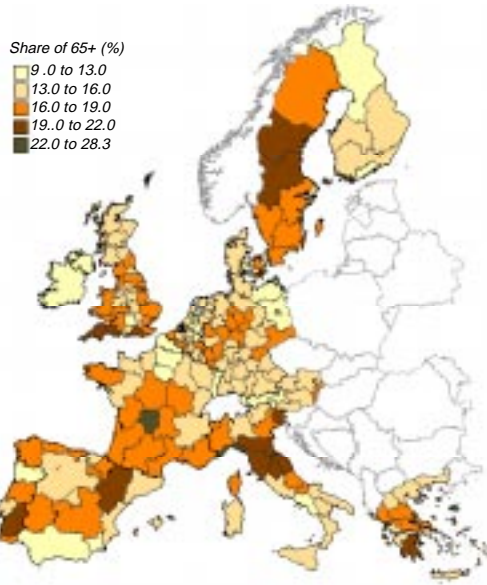 Share of 65+ (%)
9 .0 to 13.0
13.0 to 16.0
16.0 to 19.0
19..0 to 22.0
22.0 to 28.3